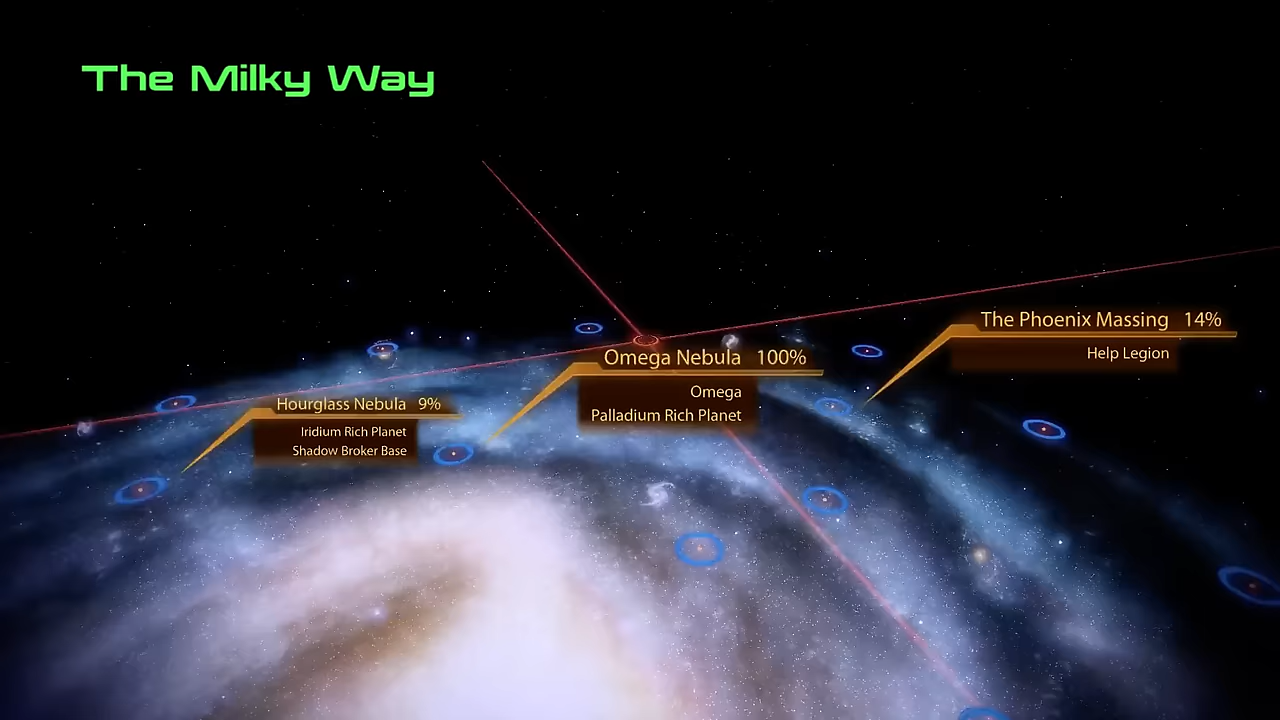 The Milky Way
The Phoenix Massing 14%
Help Legion
Omega Nebula 100%
Omega
Palladium Rich Planet
Hourglass Nebula 9%
Iridium Rich Planet
Shadow Broker Base